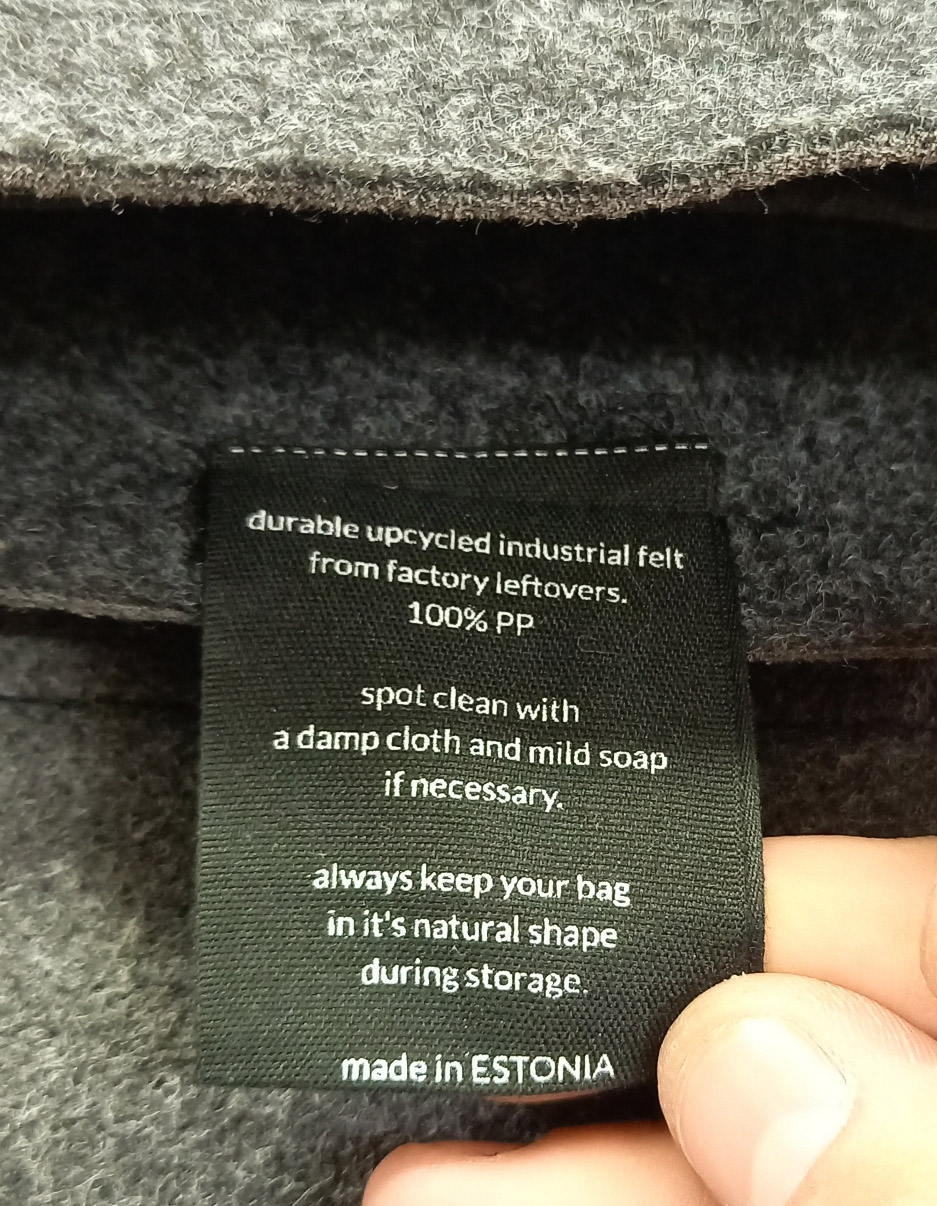 durable upcycled industrial felt
from factory leftovers.
100% PP
spot clean with
a damp cloth and mild soap
if necessary.
always keep your bag
in it's natural shape
during storage.
made in ESTONIA